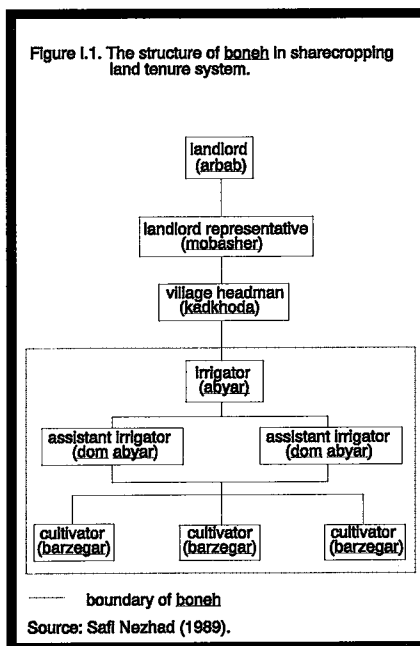 Figure I.1. The structure of boneh in sharecropping
land tenure system.
landlord
(arbab)
landlord representative
(mobasher)
village headman
(kadkhoda)
irrigator
(abyar)
assistant irrigator
(dom abyar)
assistant irrigator
(dom abyar)
cultivator
(barzegar)
cultivator
(barzegar)
cultivator
(barzegar)
boundary of boneh
Source: Safi Nezhad (1989).